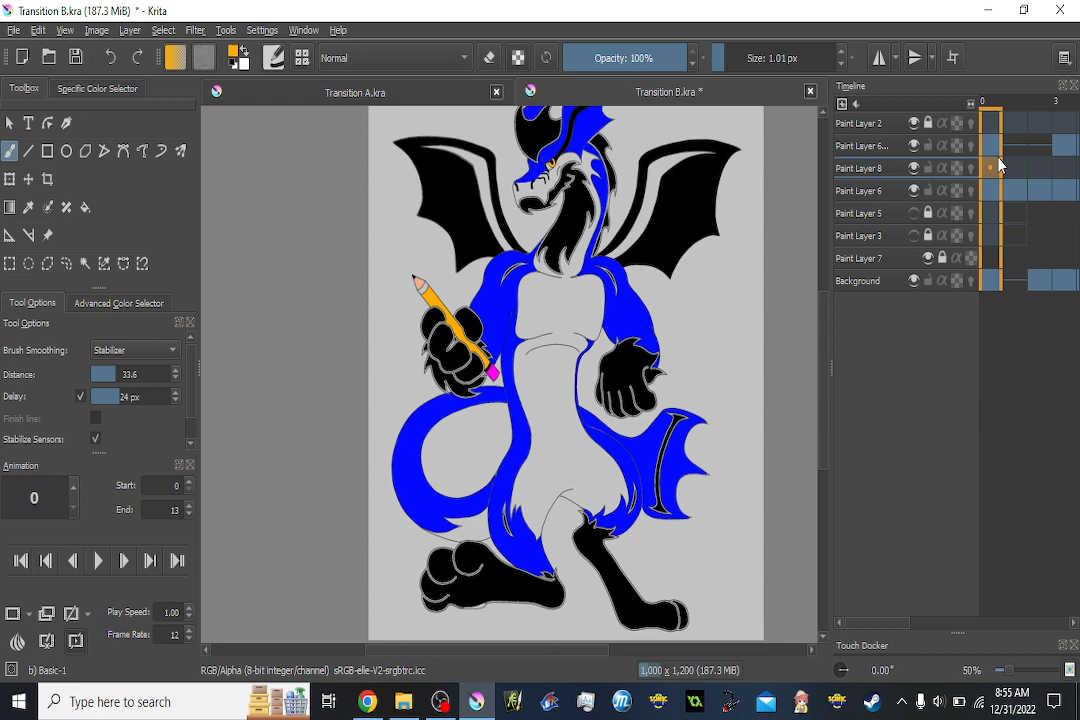 Transition B.kra (187.3 MiB) * - Krita
File Edit View Image Layer Select Filter Tools Settings Window Help
Normal
Opacity: 100%
Size: 1.01 px
Toolbox Specific Color Selector
Transition A.kra
Transition B.kra *
Timeline
0 3
Paint Layer 2
Paint Layer 6...
Paint Layer 8
Paint Layer 6
Paint Layer 5
Paint Layer 3
Paint Layer 7
Background
Tool Options Advanced Color Selector
Tool Options
Brush Smoothing: Stabilizer
Distance: 33.6
Delay: 24 px
Finish line:
Stabilize Sensors:
Animation
0
Start: 0
End: 13
Play Speed: 1.00
Frame Rate: 12
Touch Docker
b) Basic-1
RGB/Alpha (8-bit integer/channel) sRGB-elle-V2-srgbtrc.icc
1,000 x 1,200 (187.3 MiB)
0.00°
50%
Type here to search
8:55 AM
12/31/2022